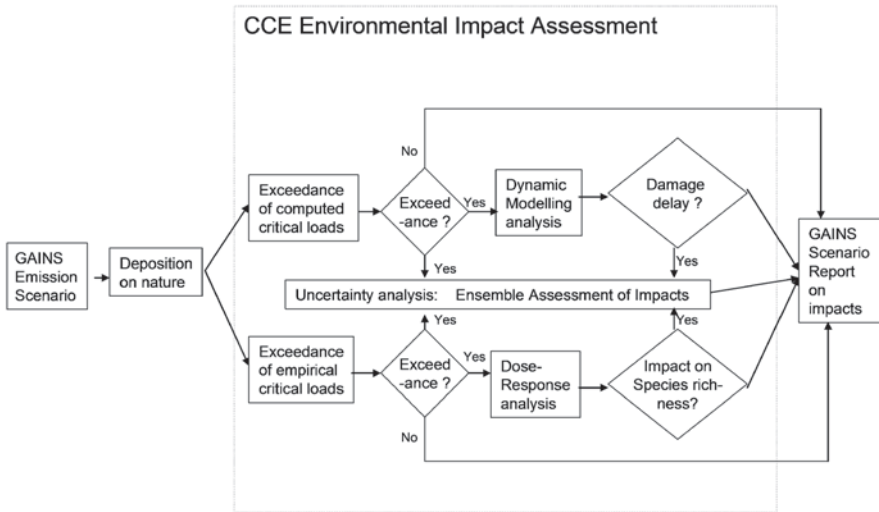 CCE Environmental Impact Assessment
No
Exceedance
of computed
critical loads
Exceed
-ance ?
Yes
Dynamic
Modelling
analysis
Damage
delay ?
GAINS
Emission
Scenario
Deposition
on nature
Yes
Yes
GAINS
Scenario
Report
on
impacts
Uncertainty analysis: Ensemble Assessment of Impacts
Yes
Yes
Exceedance
of empirical
critical loads
Exceed
-ance ?
Yes
Dose-
Response
analysis
Impact on
Species rich-
ness?
No